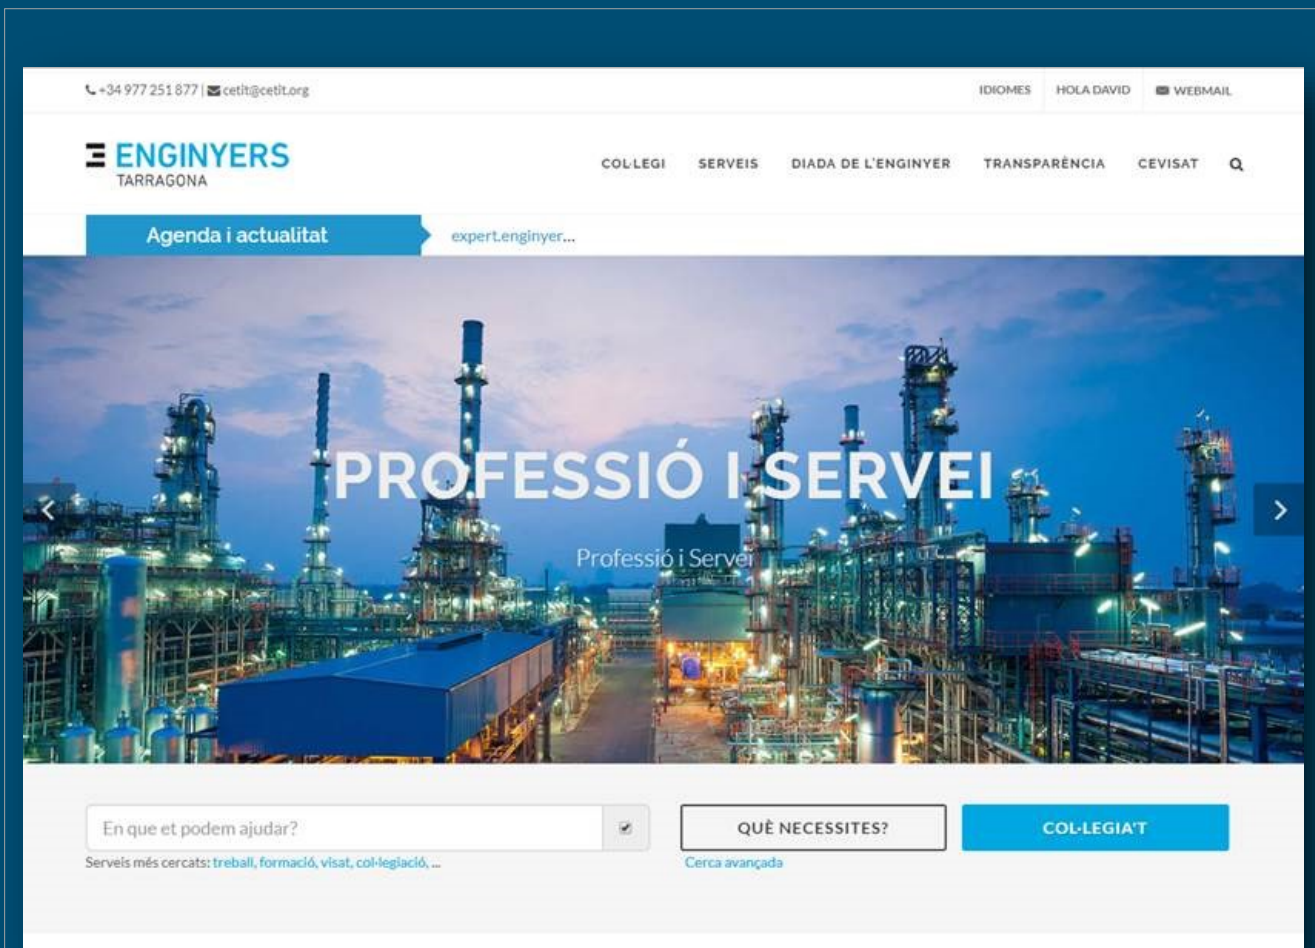 +34 977 251 877 | cetit@cetit.org
IDIOMES HOLA DAVID WEBMAIL
ENGINYERS
TARRAGONA
COL·LEGI SERVEIS DIADA DE L'ENGINYER TRANSPARÈNCIA CEVISAT
Agenda i actualitat
expert.enginyer...
PROFESSIÓ I SERVEI
Professió i Servei
En que et podem ajudar?
QUÈ NECESSITES?
COL·LEGIA'T
Serveis més cercats: treball, formació, visat, col·legiació, ...
Cerca avançada